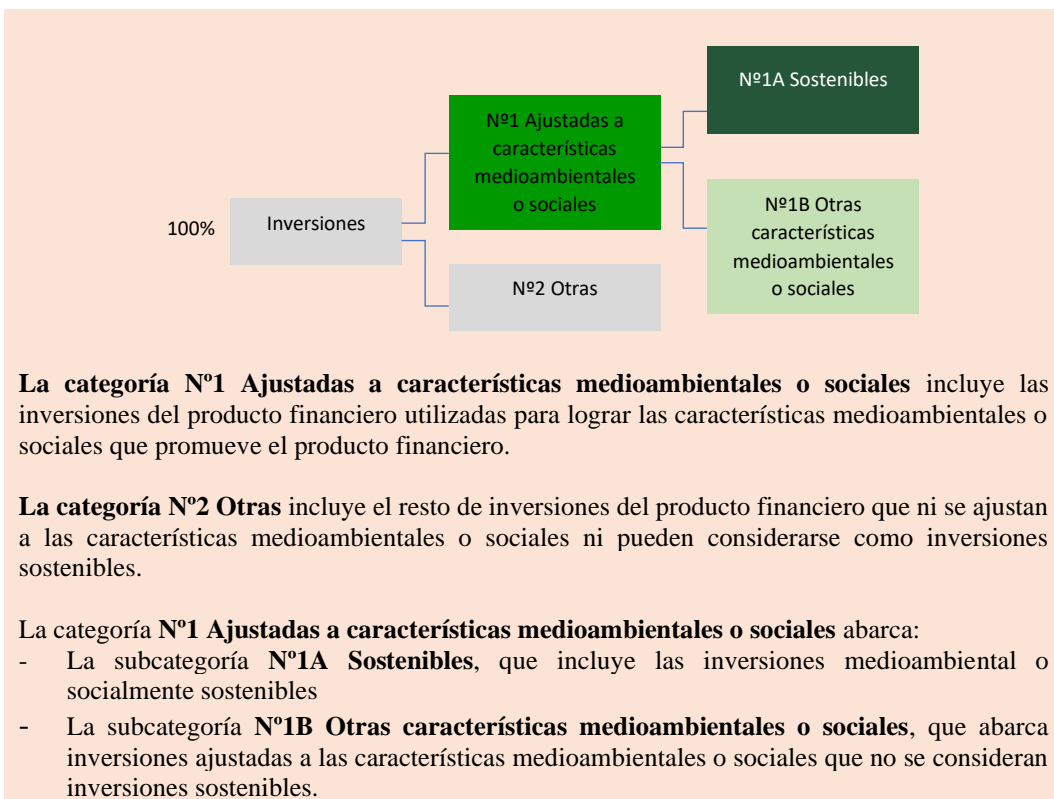 Nº1A Sostenibles
Nº1 Ajustadas a
características
medioambientales
o sociales
Nº1B Otras
características
medioambientales
o sociales
100%
Inversiones
Nº2 Otras
La categoría Nº1 Ajustadas a características medioambientales o sociales incluye las
inversiones del producto financiero utilizadas para lograr las características medioambientales o
sociales que promueve el producto financiero.
La categoría Nº2 Otras incluye el resto de inversiones del producto financiero que ni se ajustan
a las características medioambientales o sociales ni pueden considerarse como inversiones
sostenibles.
La categoría Nº1 Ajustadas a características medioambientales o sociales abarca:
- La subcategoría Nº1A Sostenibles, que incluye las inversiones medioambiental o
socialmente sostenibles
- La subcategoría Nº1B Otras características medioambientales o sociales, que abarca
inversiones ajustadas a las características medioambientales o sociales que no se consideran
inversiones sostenibles.